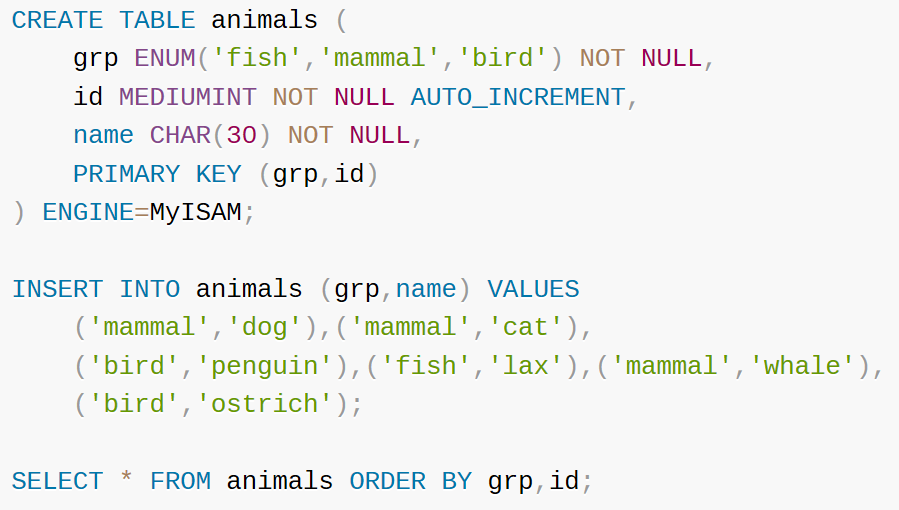 CREATE TABLE animals (
    grp ENUM('fish','mammal','bird') NOT NULL,
    id MEDIUMINT NOT NULL AUTO_INCREMENT,
    name CHAR(30) NOT NULL,
    PRIMARY KEY (grp,id)
) ENGINE=MyISAM;

INSERT INTO animals (grp,name) VALUES
    ('mammal','dog'),('mammal','cat'),
    ('bird','penguin'),('fish','lax'),('mammal','whale'),
    ('bird','ostrich');

SELECT * FROM animals ORDER BY grp,id;